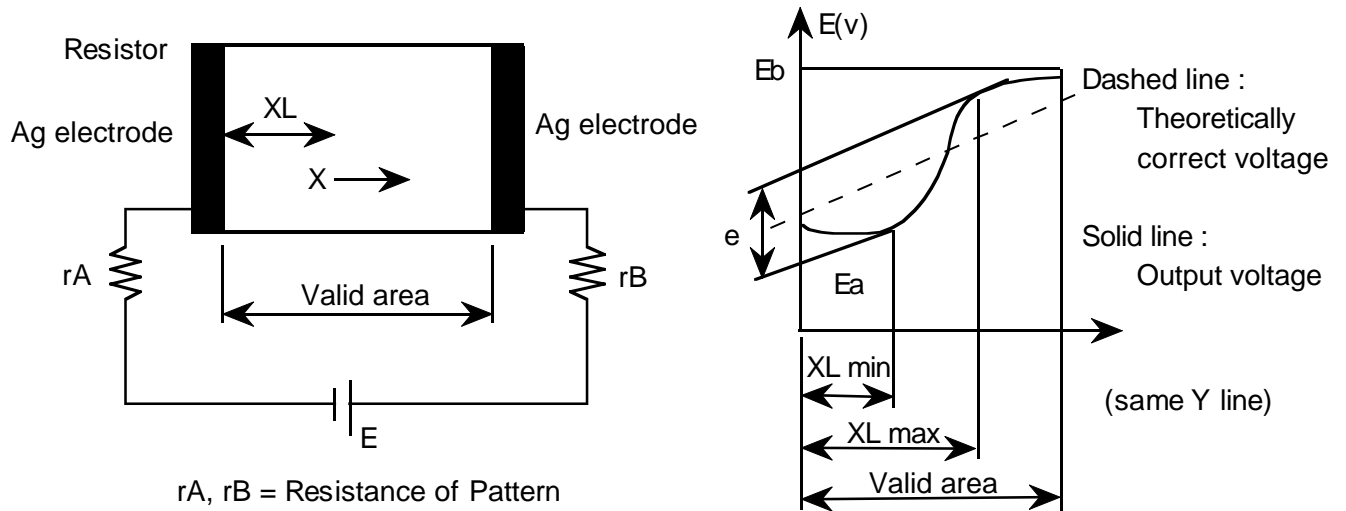 Resistor
Ag electrode
XL
X
Ag electrode
rA
rB
Valid area
E
rA, rB = Resistance of Pattern
E(v)
Eb
Dashed line :
Theoretically
correct voltage
e
Solid line :
Output voltage
Ea
XL min
(same Y line)
XL max
Valid area